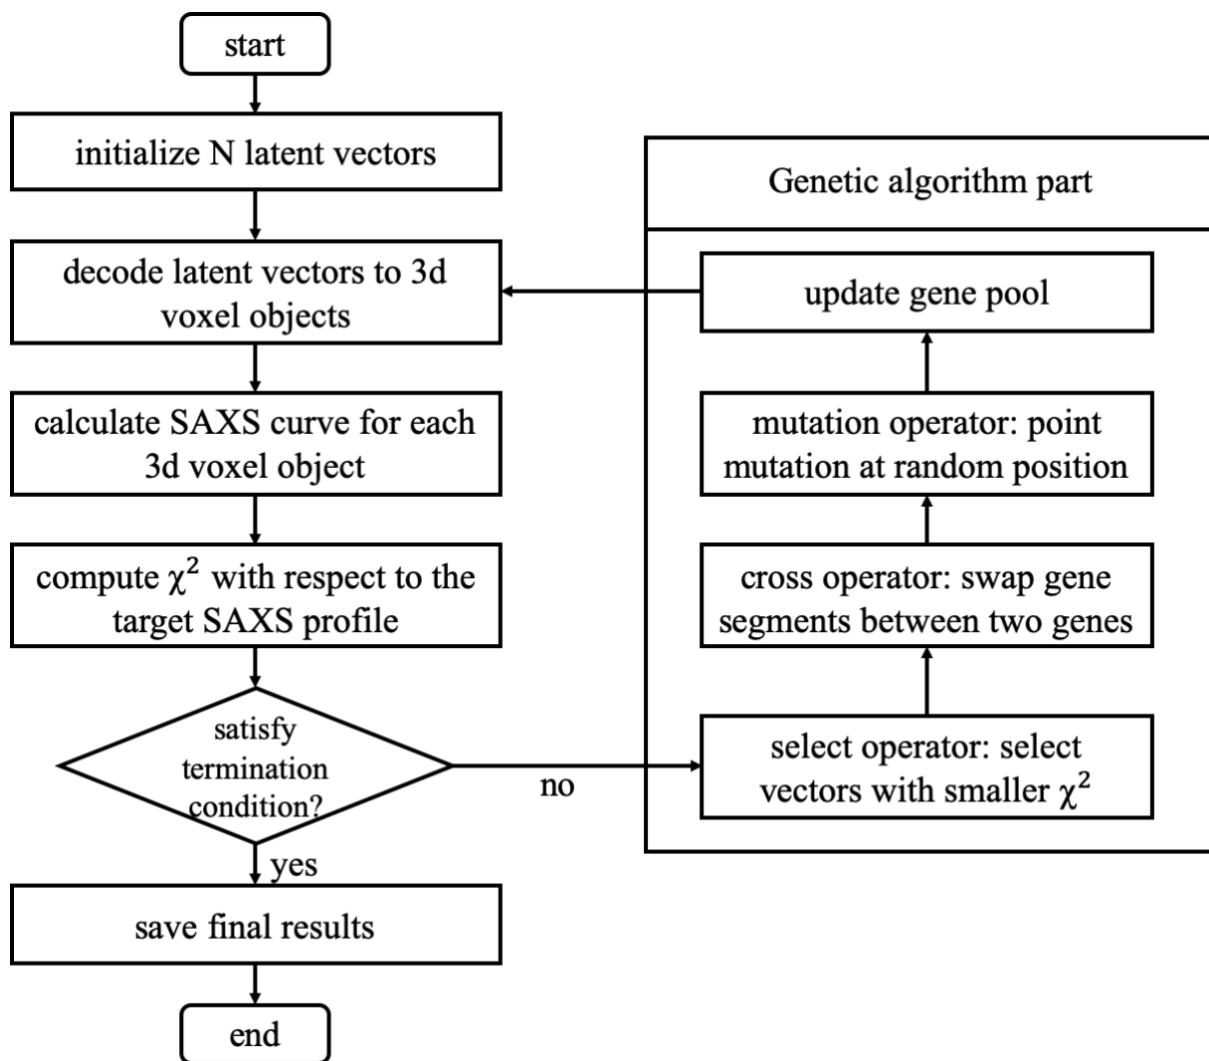 start
initialize N latent vectors
decode latent vectors to 3d
voxel objects
calculate SAXS curve for each
3d voxel object
compute χ² with respect to the
target SAXS profile
satisfy
termination
condition?
no
yes
save final results
end
Genetic algorithm part
update gene pool
mutation operator: point
mutation at random position
cross operator: swap gene
segments between two genes
select operator: select
vectors with smaller χ²